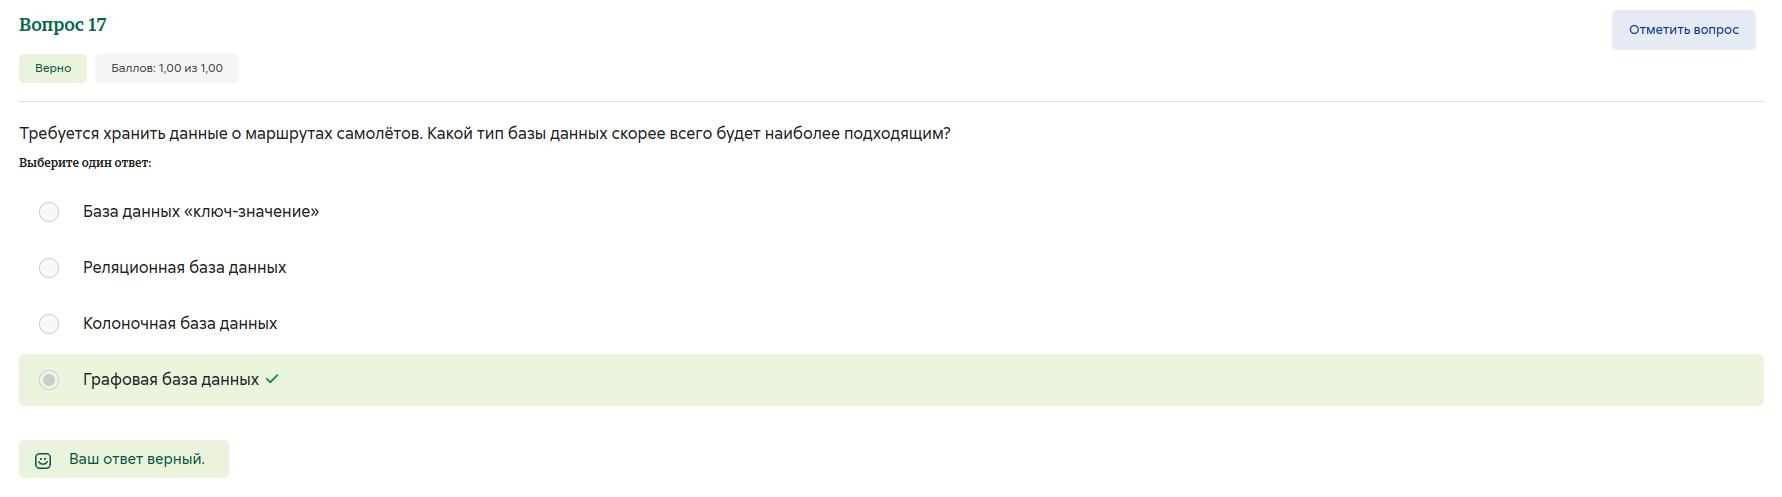 Вопрос 17
Отметить вопрос
Верно
Баллов: 1,00 из 1,00
Требуется хранить данные о маршрутах самолётов. Какой тип базы данных скорее всего будет наиболее подходящим?
Выберите один ответ:
База данных «ключ-значение»
Реляционная база данных
Колоночная база данных
Графовая база данных
Ваш ответ верный.